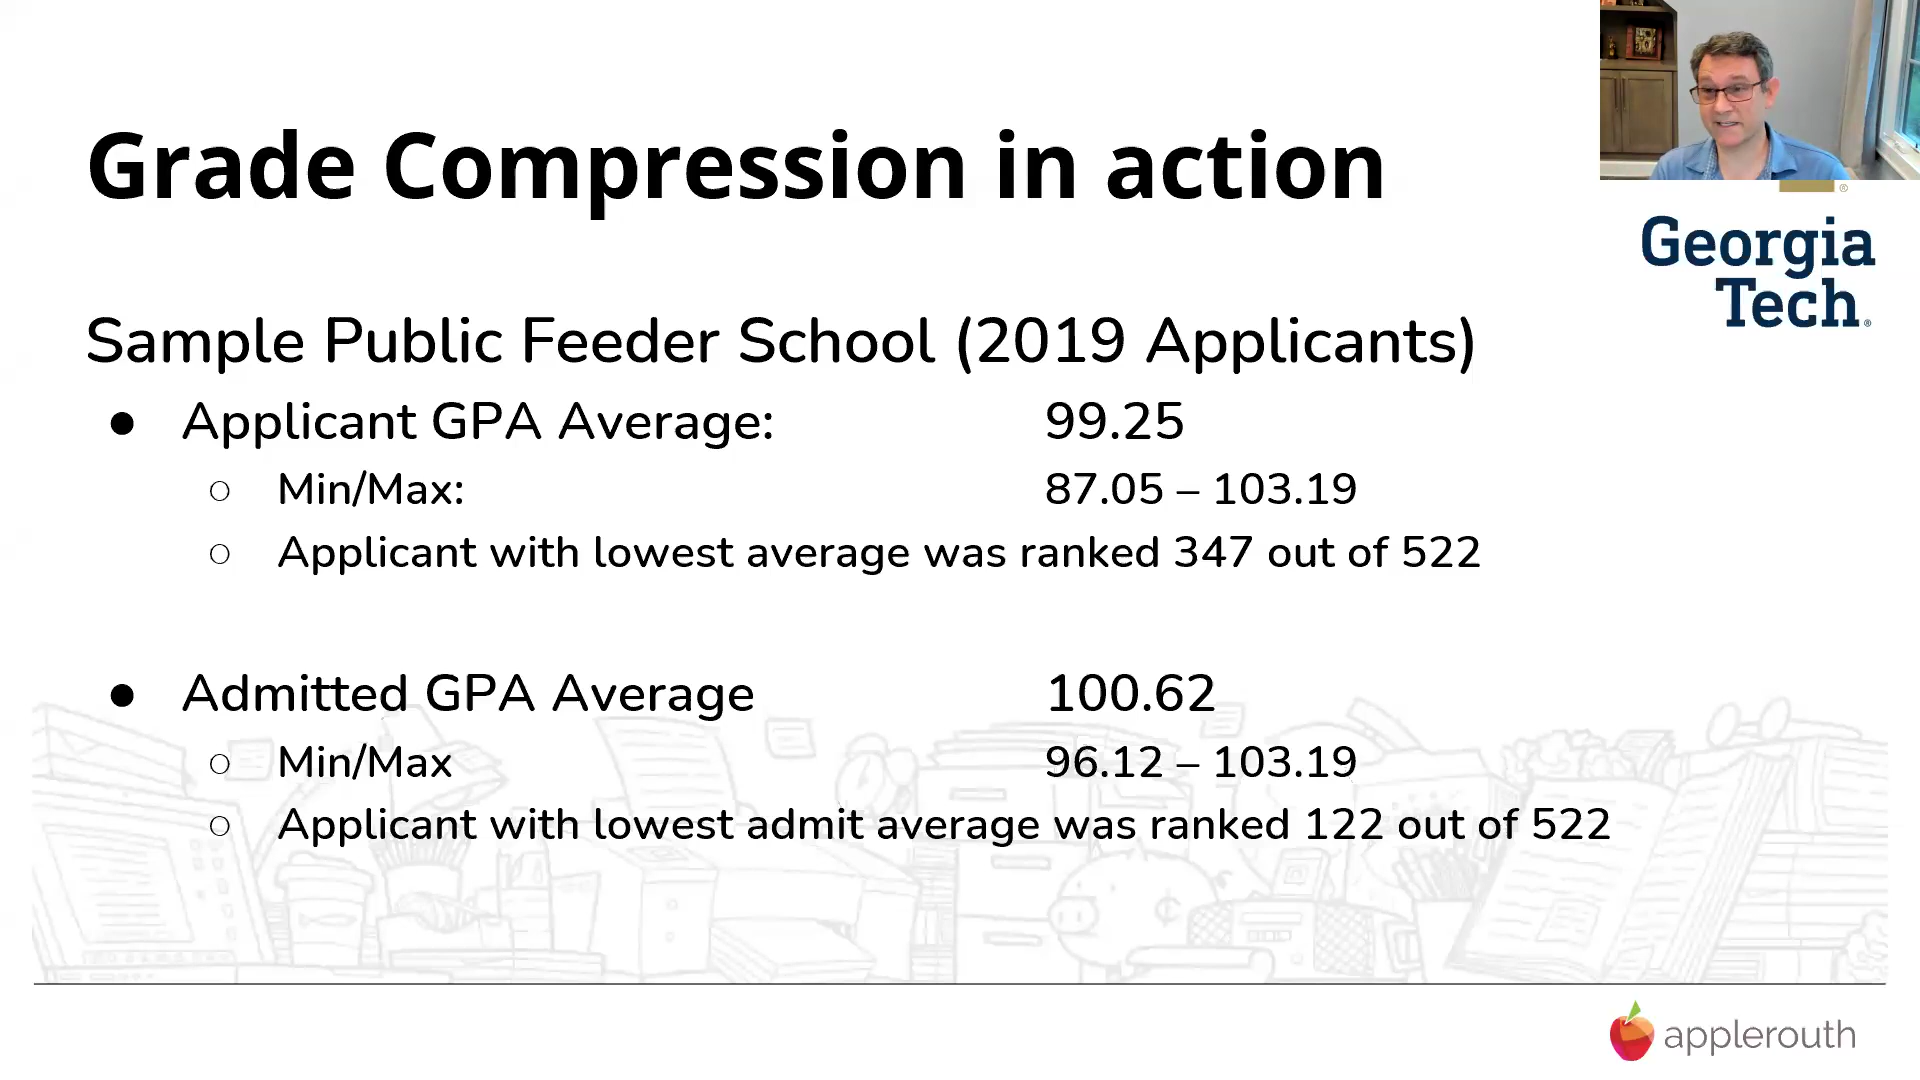 Grade Compression in action
®
Georgia
Tech®
Sample Public Feeder School (2019 Applicants)
● Applicant GPA Average: 99.25
○ Min/Max: 87.05 – 103.19
○ Applicant with lowest average was ranked 347 out of 522
● Admitted GPA Average 100.62
○ Min/Max 96.12 – 103.19
○ Applicant with lowest admit average was ranked 122 out of 522
applerouth